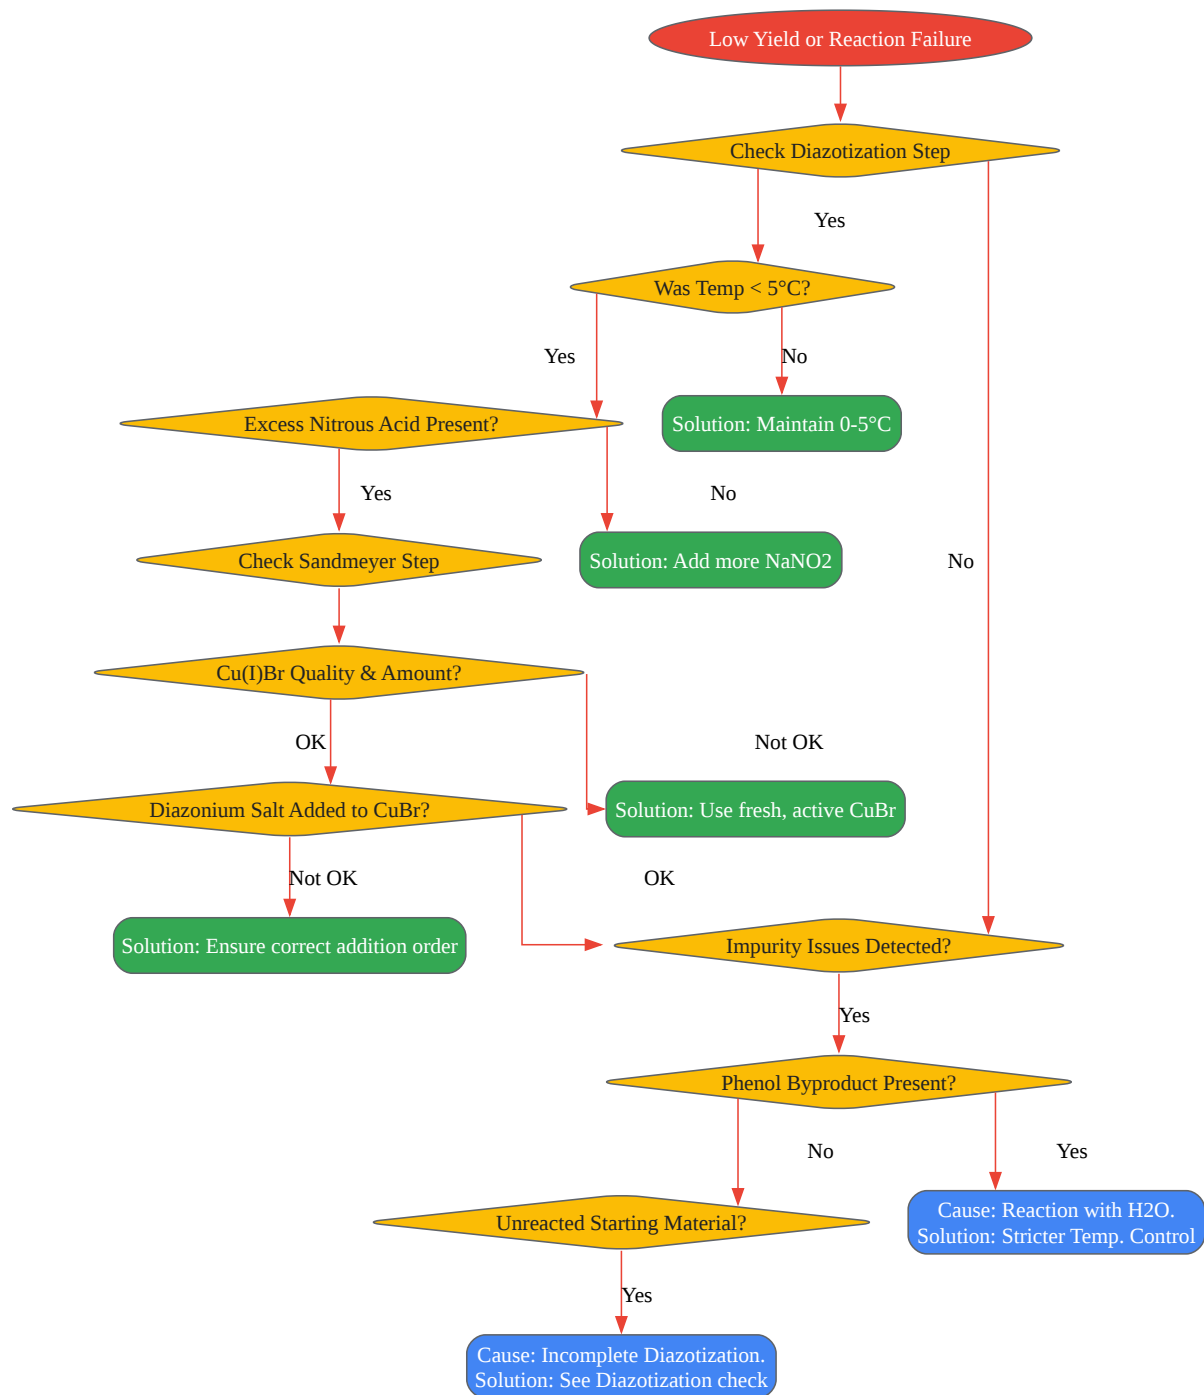 Low Yield or Reaction Failure
Check Diazotization Step
Yes
Was Temp < 5°C?
Yes
No
Excess Nitrous Acid Present?
Solution: Maintain 0-5°C
Yes
No
Check Sandmeyer Step
Solution: Add more NaNO2
No
Cu(I)Br Quality & Amount?
OK
Not OK
Diazonium Salt Added to CuBr?
Solution: Use fresh, active CuBr
Not OK
OK
Solution: Ensure correct addition order
Impurity Issues Detected?
Yes
Phenol Byproduct Present?
No
Yes
Unreacted Starting Material?
Cause: Reaction with H2O.
Solution: Stricter Temp. Control
Yes
Cause: Incomplete Diazotization.
Solution: See Diazotization check